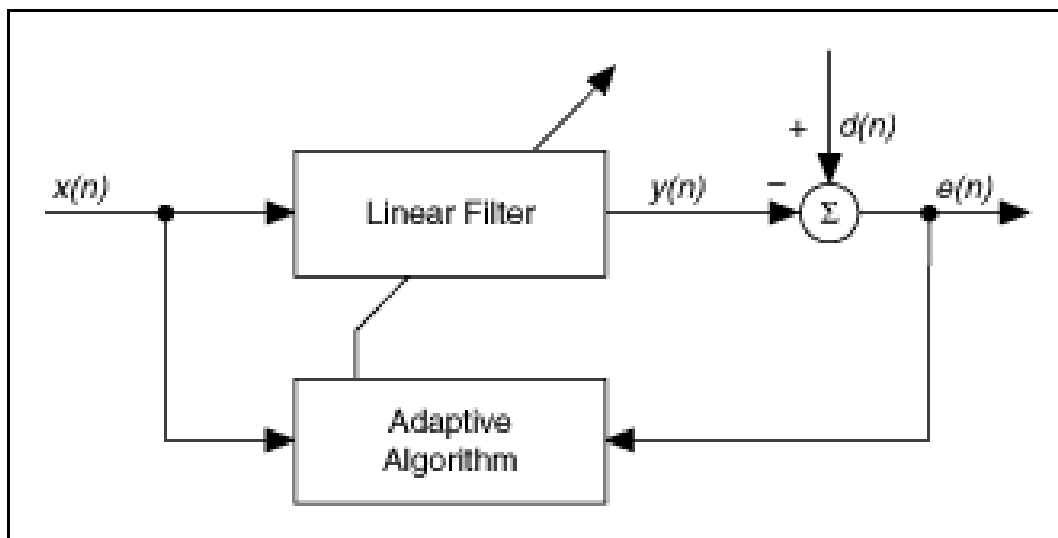 +
d(n)
x(n)
Linear Filter
y(n)
−
Σ
e(n)
Adaptive
Algorithm